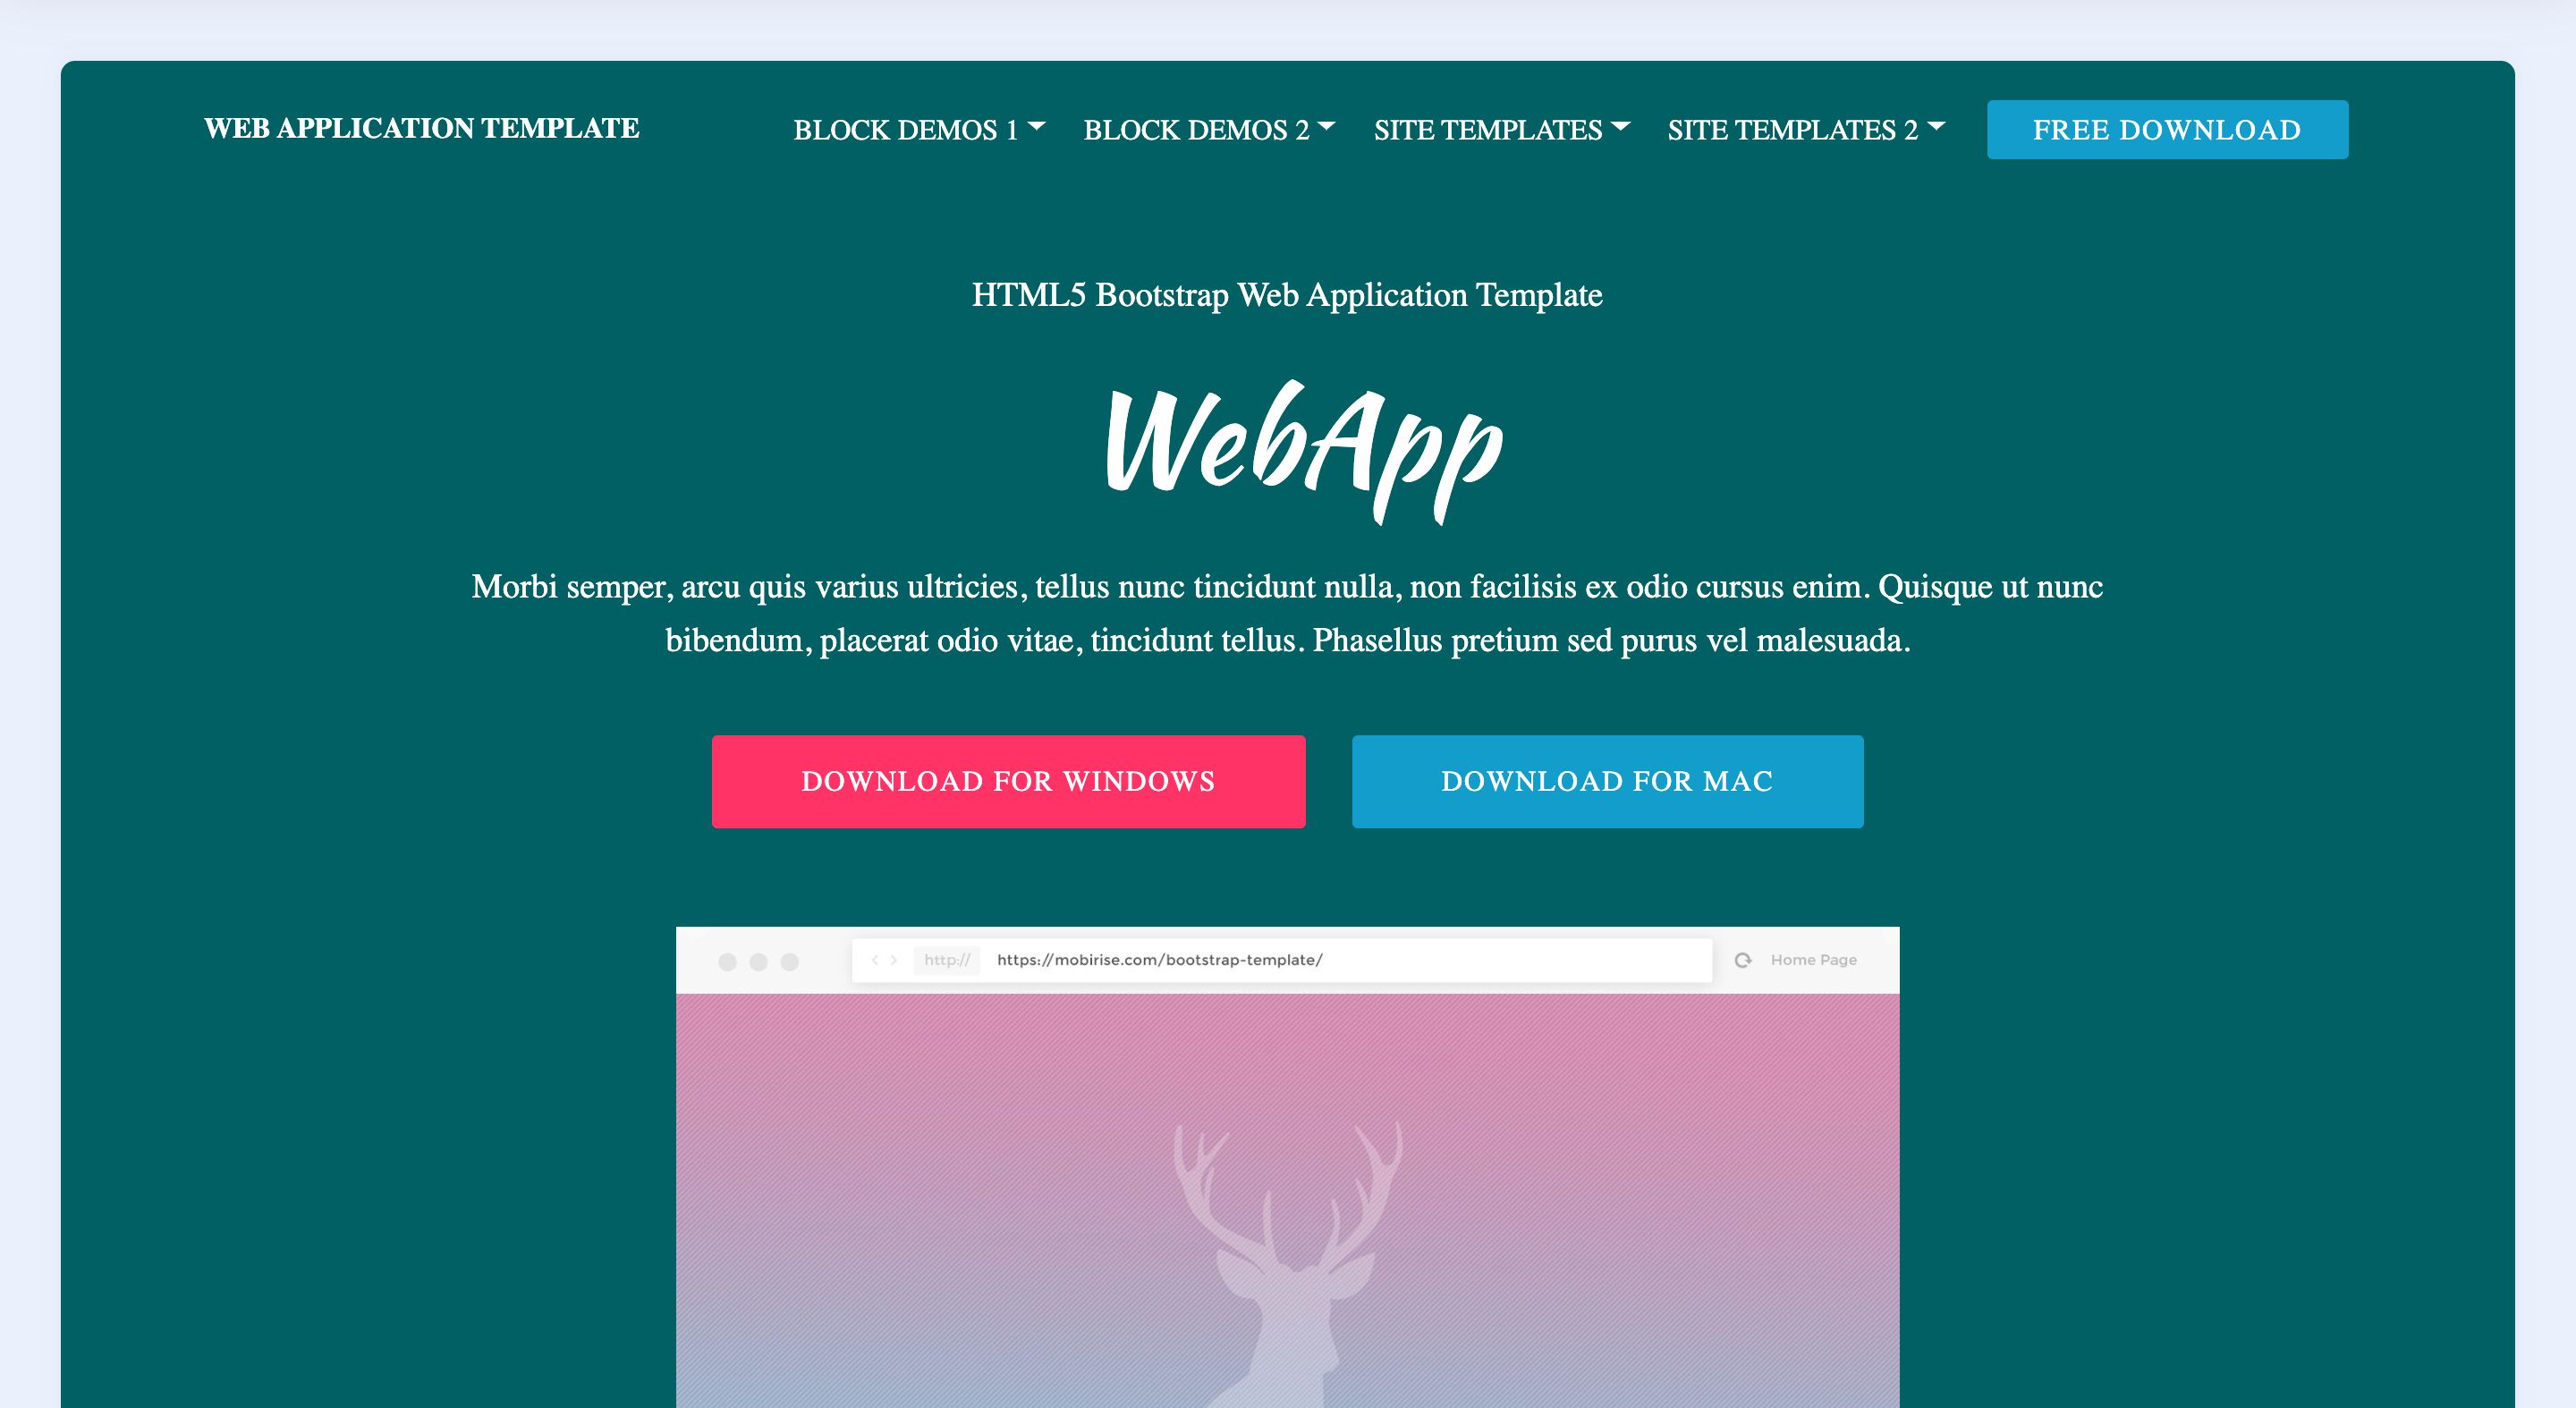 WEB APPLICATION TEMPLATE
BLOCK DEMOS 1 BLOCK DEMOS 2 SITE TEMPLATES SITE TEMPLATES 2 FREE DOWNLOAD
HTML5 Bootstrap Web Application Template
WebApp
Morbi semper, arcu quis varius ultricies, tellus nunc tincidunt nulla, non facilisis ex odio cursus enim. Quisque ut nunc
bibendum, placerat odio vitae, tincidunt tellus. Phasellus pretium sed purus vel malesuada.
DOWNLOAD FOR WINDOWS DOWNLOAD FOR MAC
http:// https://mobirise.com/bootstrap-template/ Home Page